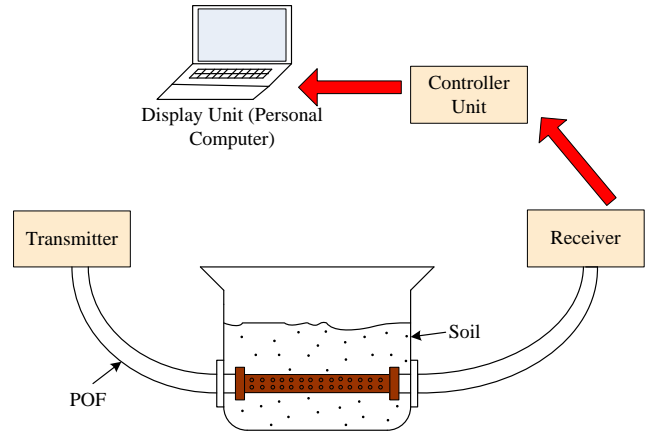 Display Unit (Personal
Computer)
Controller
Unit
Transmitter
Receiver
Soil
POF